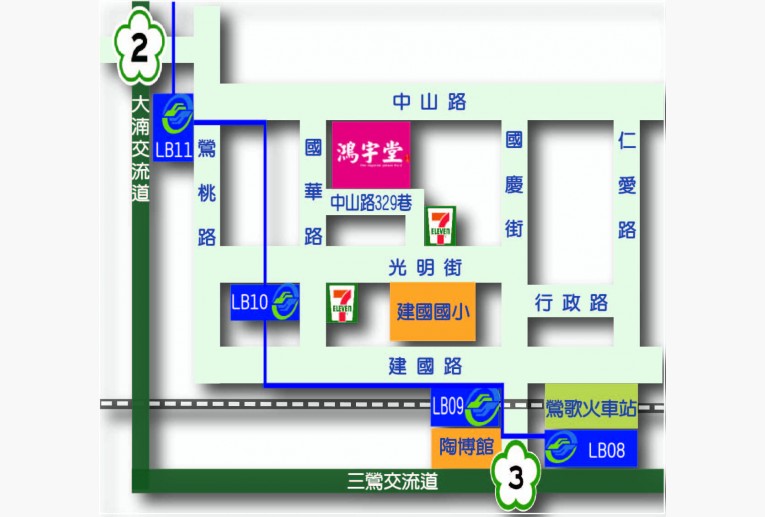 2
大湳交流道
LB11
中山路
鶯桃路
國華路
鴻宇堂
中山路329巷
7
ELEVEN
國慶街
仁愛路
光明街
LB10
7
ELEVEN
建國國小
行政路
建國路
LB09
鶯歌火車站
陶博館
LB08
3
三鶯交流道